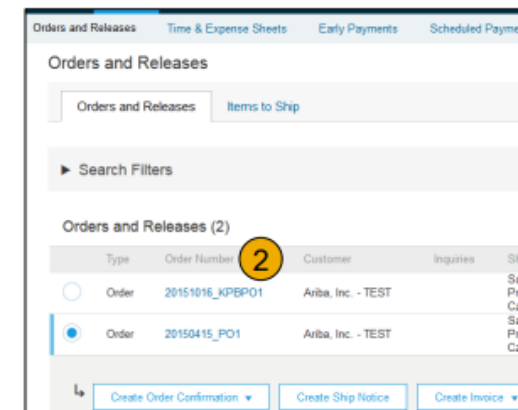 Orders and Releases Time & Expense Sheets Early Payments Scheduled Payme
Orders and Releases
Orders and Releases Items to Ship
► Search Filters
Orders and Releases (2)
Type Order Number 2 Customer Inquiries S
Order 20151016_KPBPO1 Ariba, Inc. - TEST
Order 20150415_PO1 Ariba, Inc. - TEST
Create Order Confirmation ▼ Create Ship Notice Create Invoice ▼